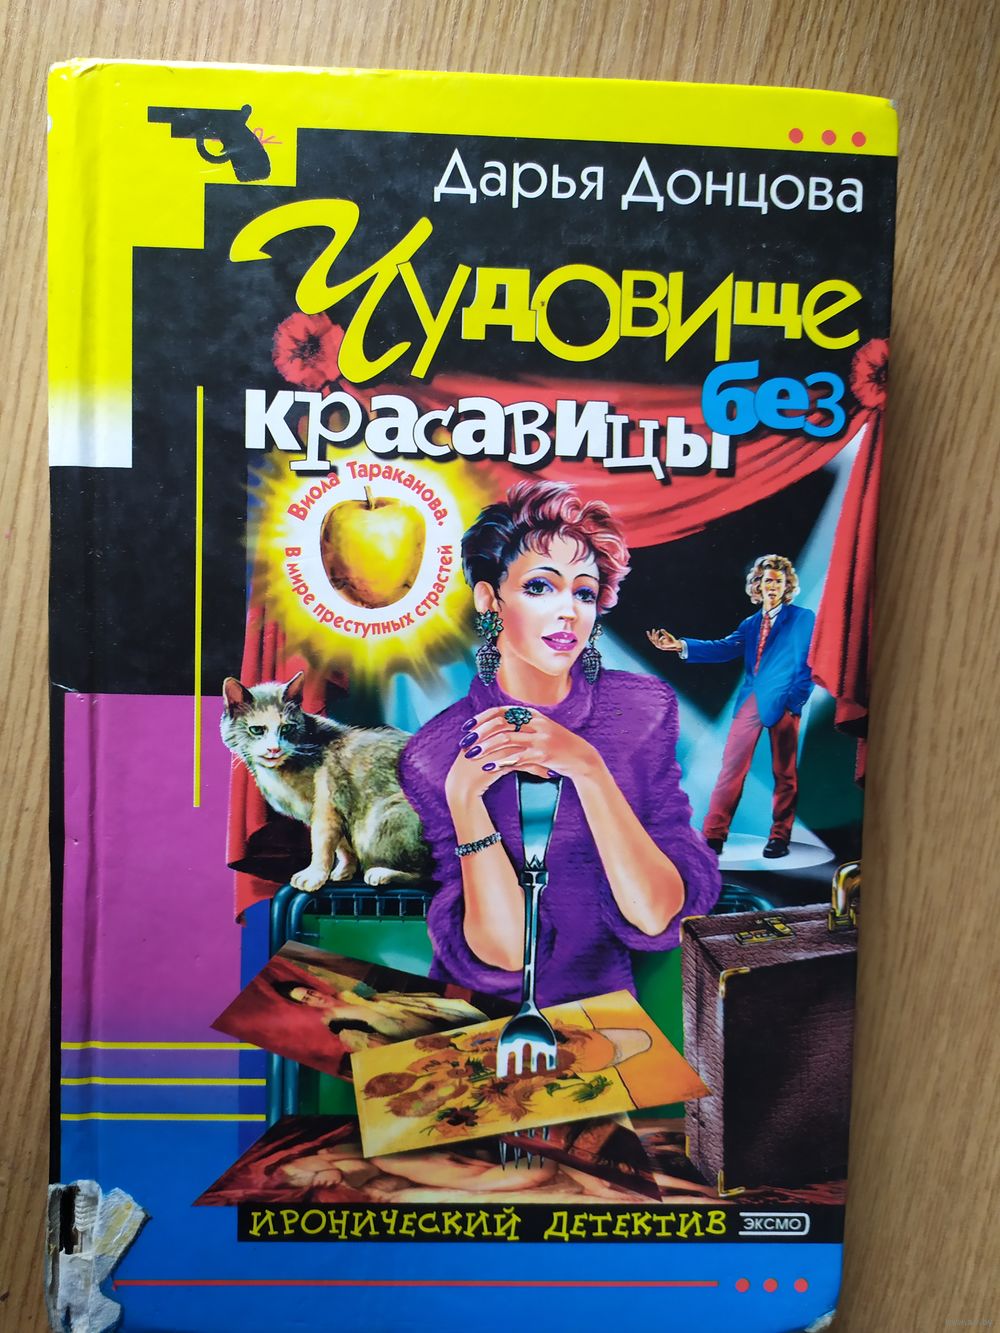 Дарья Донцова
Чудовище
без
красавицы
Виола Тараканова.
В мире преступных страстей
ИРОНИЧЕСКИЙ ДЕТЕКТИВ
ЭКСМО